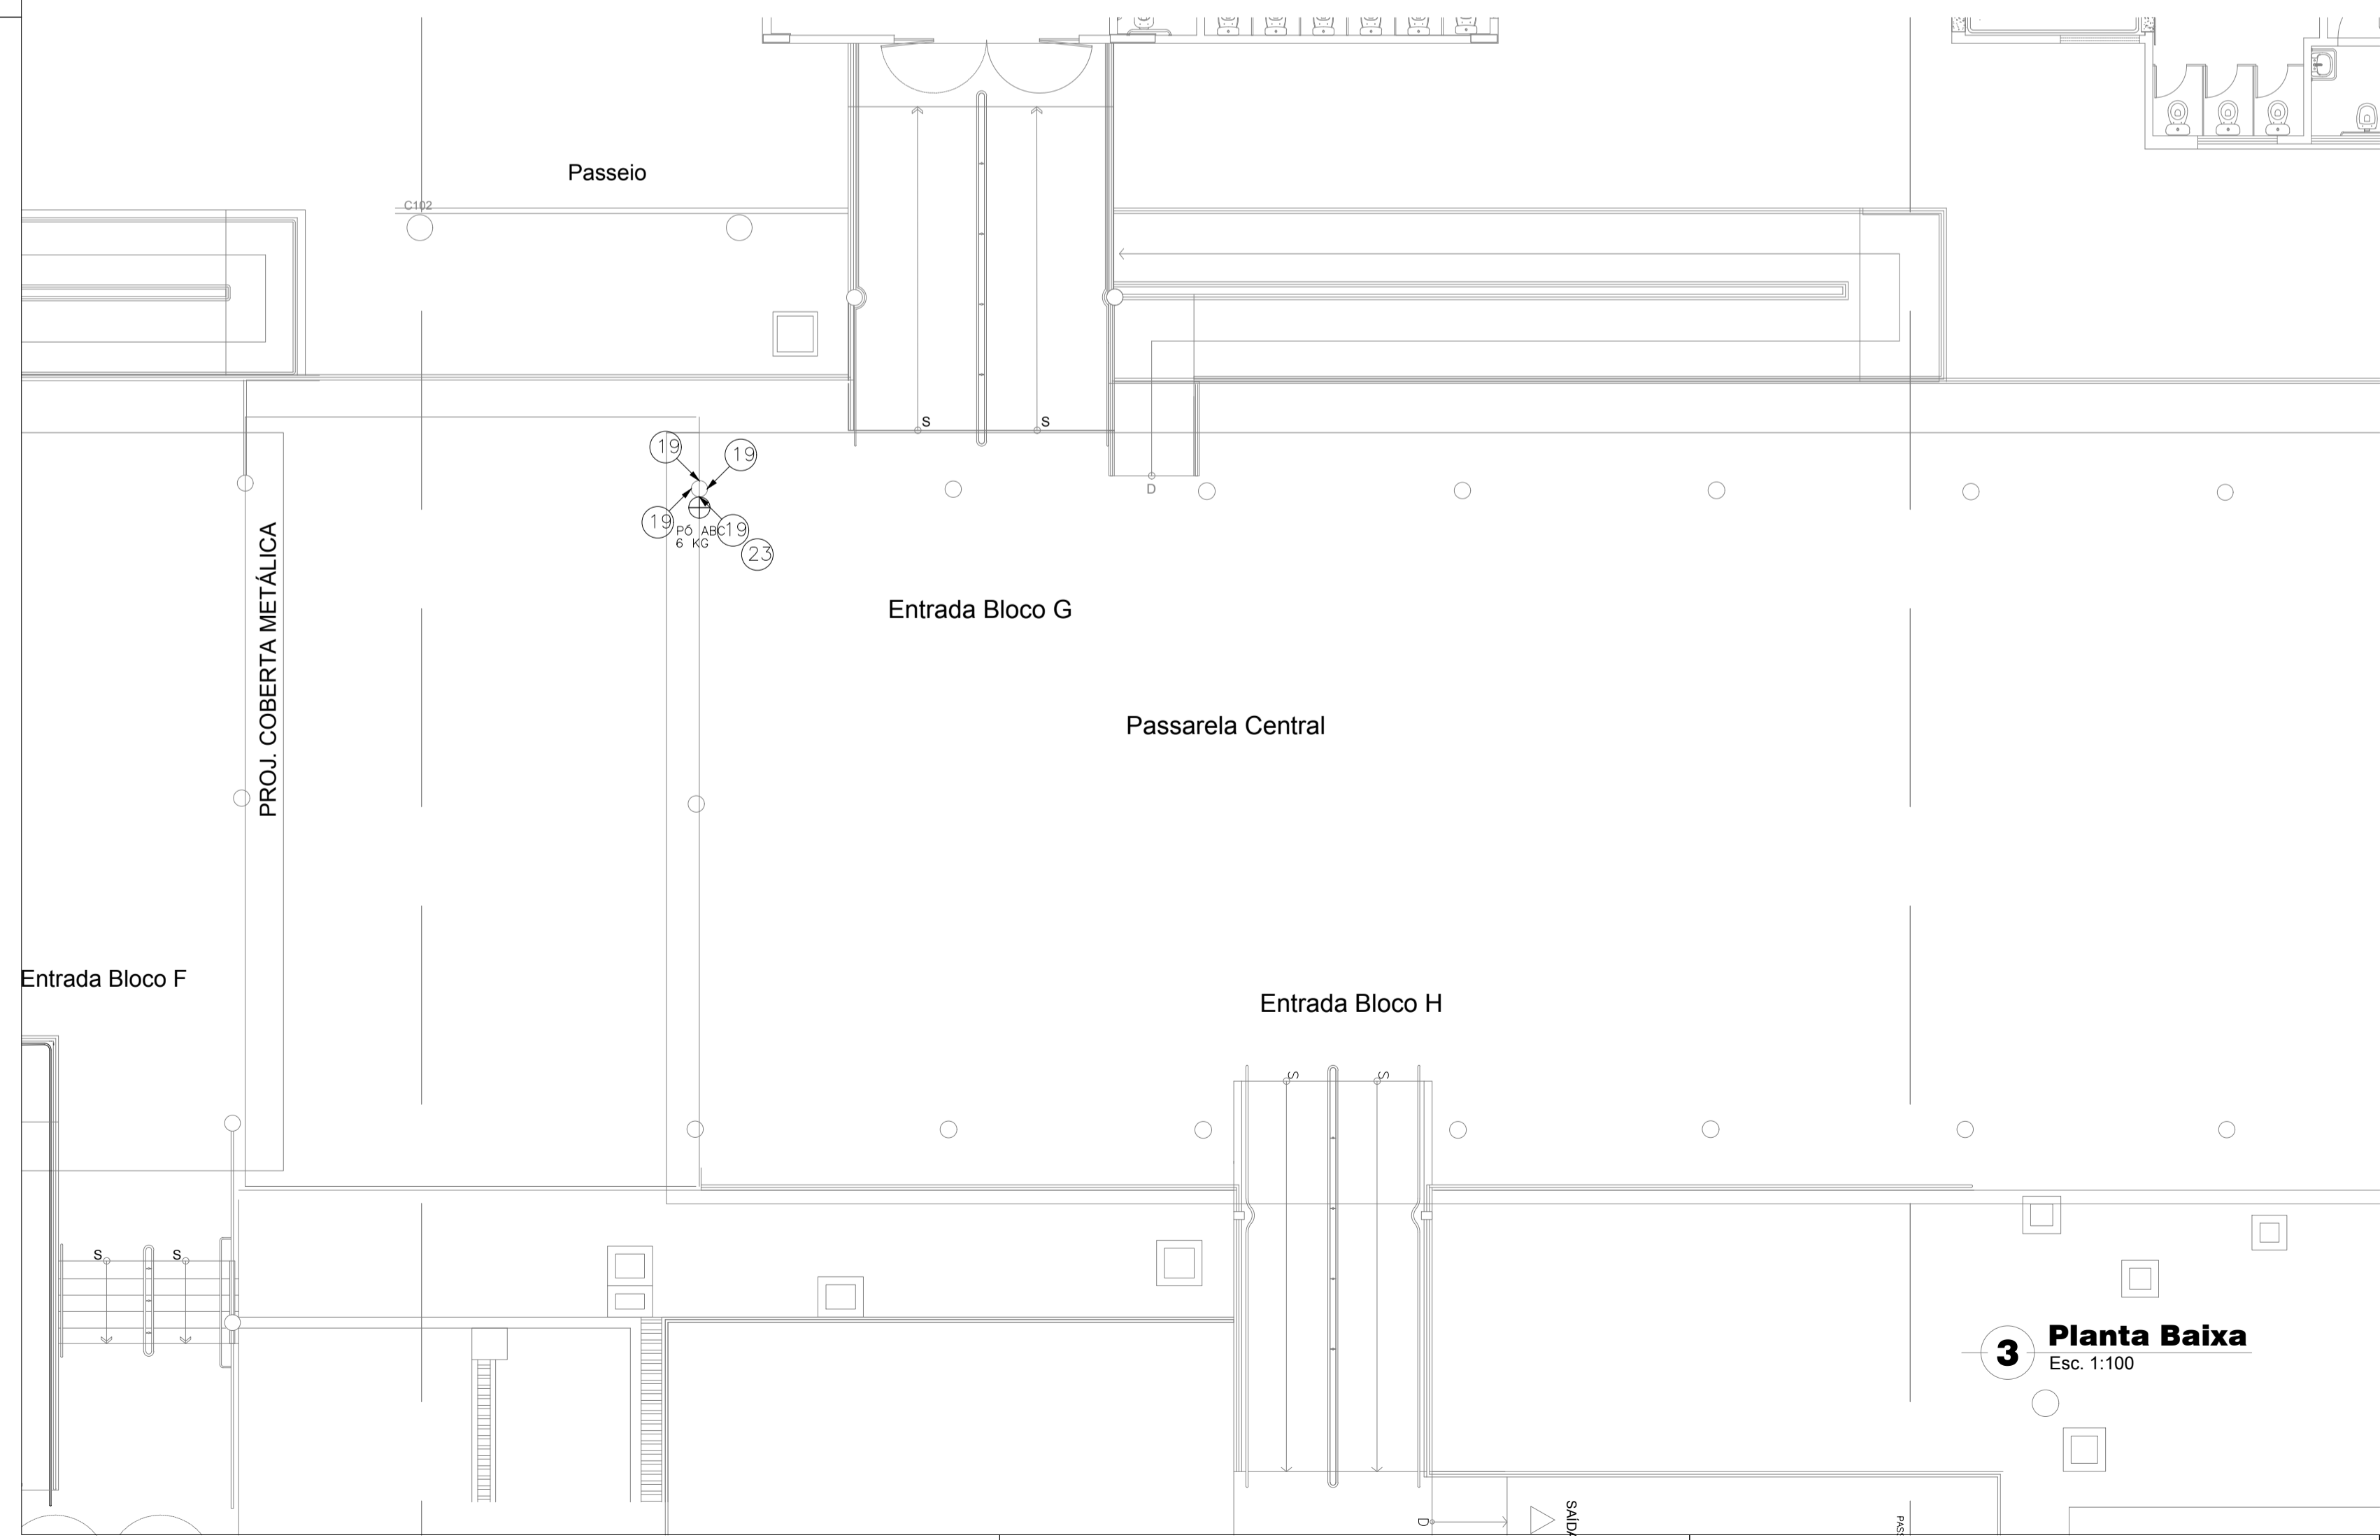 Passeio
C102
S
S
19
19
D
19
PÓ ABC
6 KG
19
23
PROJ. COBERTA METÁLICA
Entrada Bloco G
Passarela Central
Entrada Bloco F
Entrada Bloco H
S
S
S
S
3
Planta Baixa
Esc. 1:100
D